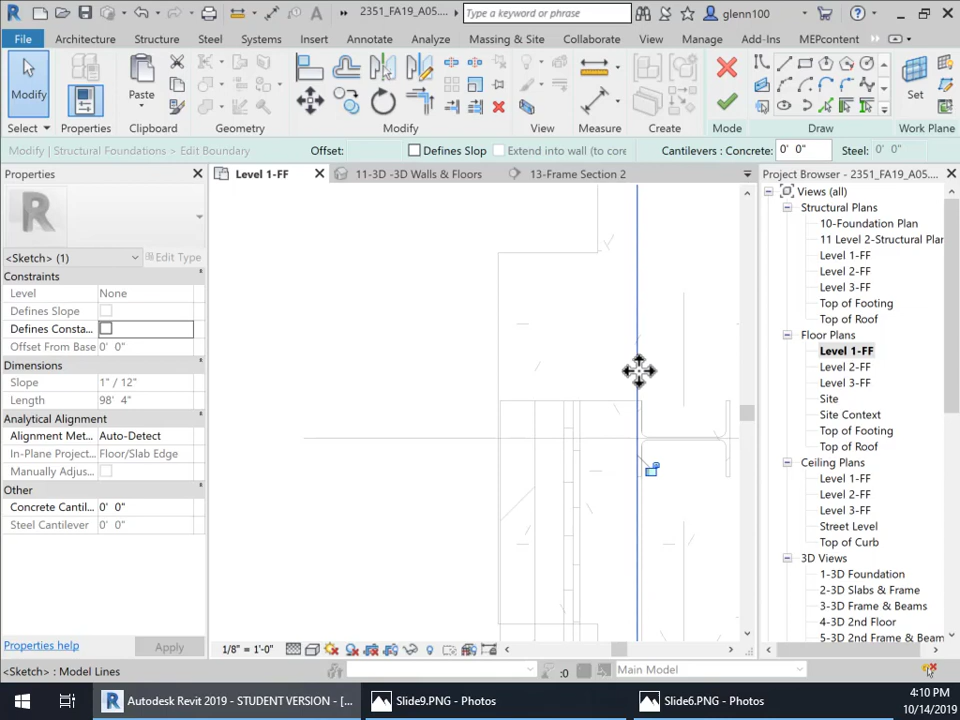 2351_FA19_A05....
Type a keyword or phrase
glenn100
File Architecture Structure Steel Systems Insert Annotate Analyze Massing & Site Collaborate View Manage Add-Ins MEPcontent
Modify Paste Set
Select Properties Clipboard Geometry Modify View Measure Create Mode Draw Work Plane
Modify | Structural Foundations > Edit Boundary Offset: Defines Slop Extend into wall (to core Cantilevers : Concrete: 0' 0" Steel: 0' 0"
Properties Level 1-FF 11-3D -3D Walls & Floors 13-Frame Section 2 Project Browser - 2351_FA19_A05....
Views (all)
Structural Plans
10-Foundation Plan
11 Level 2-Structural Plan
Level 1-FF
Level 2-FF
Level 3-FF
Top of Footing
Top of Roof
Floor Plans
Level 1-FF
Level 2-FF
Level 3-FF
Site
Site Context
Top of Footing
Top of Roof
Ceiling Plans
Level 1-FF
Level 2-FF
Level 3-FF
Street Level
Top of Curb
3D Views
1-3D Foundation
2-3D Slabs & Frame
3-3D Frame & Beams
4-3D 2nd Floor
5-3D 2nd Frame & Beam
<Sketch> (1) Edit Type
Constraints
Level None
Defines Slope
Defines Consta...
Offset From Base 0' 0"
Dimensions
Slope 1" / 12"
Length 98' 4"
Analytical Alignment
Alignment Met... Auto-Detect
In-Plane Projec... Floor/Slab Edge
Manually Adjus...
Other
Concrete Cantil... 0' 0"
Steel Cantilever 0' 0"
Properties help Apply
1/8" = 1'-0"
<Sketch> : Model Lines :0 Main Model
Autodesk Revit 2019 - STUDENT VERSION - [... Slide9.PNG - Photos Slide6.PNG - Photos
4:10 PM
10/14/2019